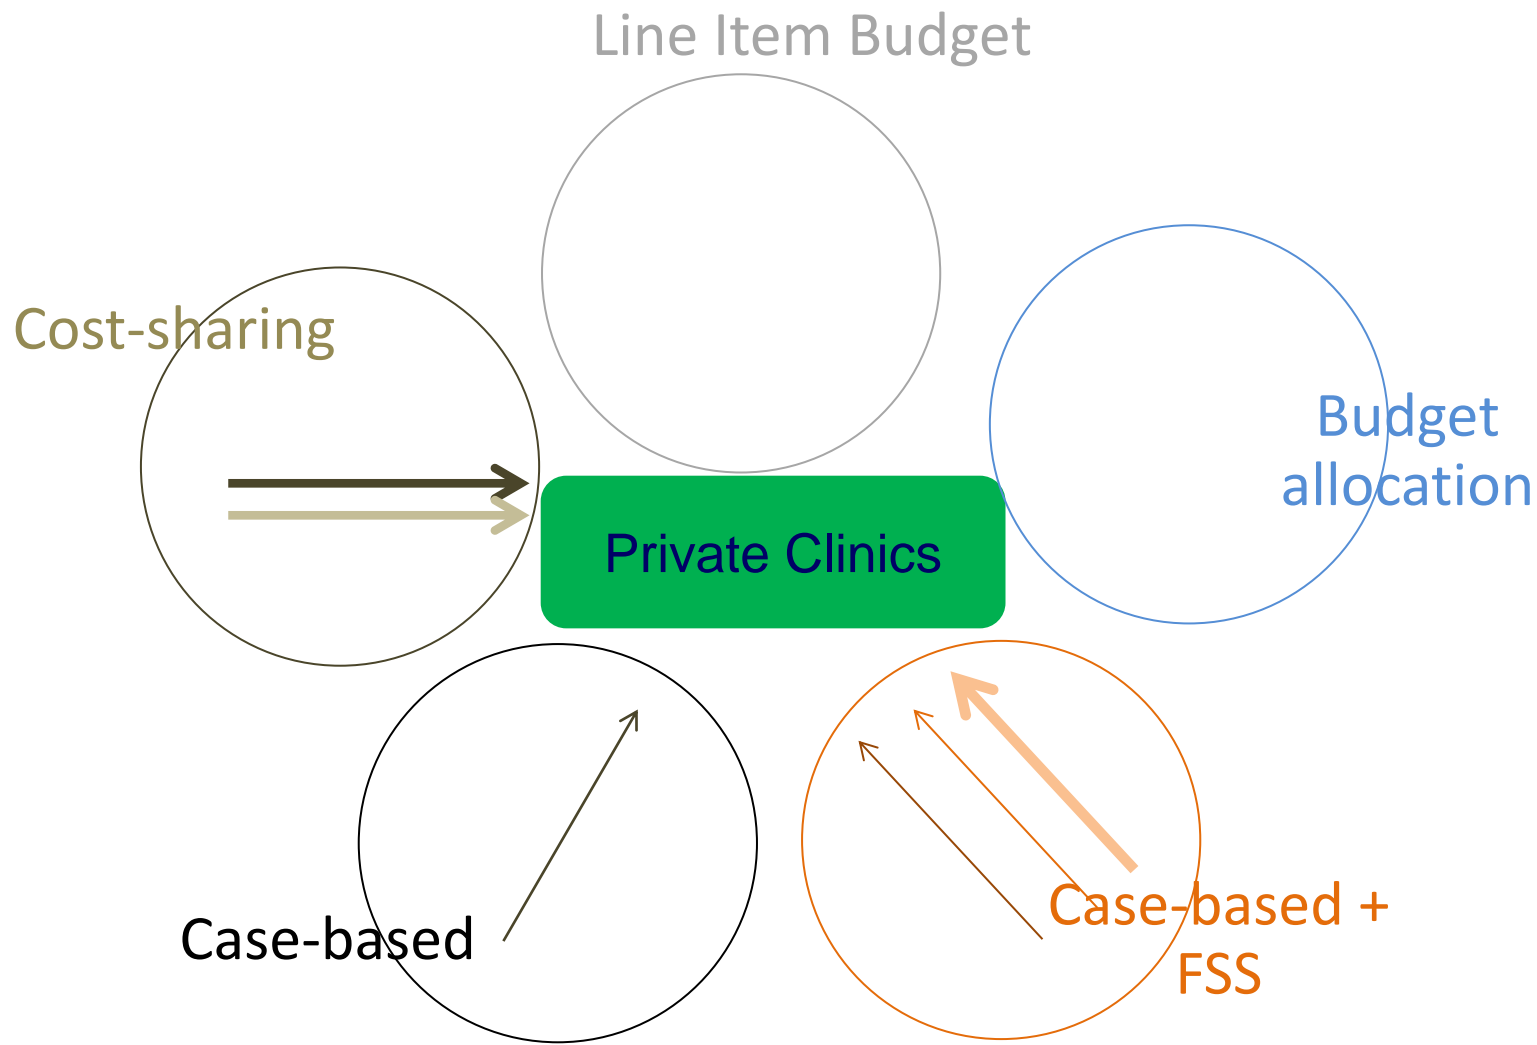 Line Item Budget
Cost-sharing
Budget
allocation
Private Clinics
Case-based
Case-based +
FSS